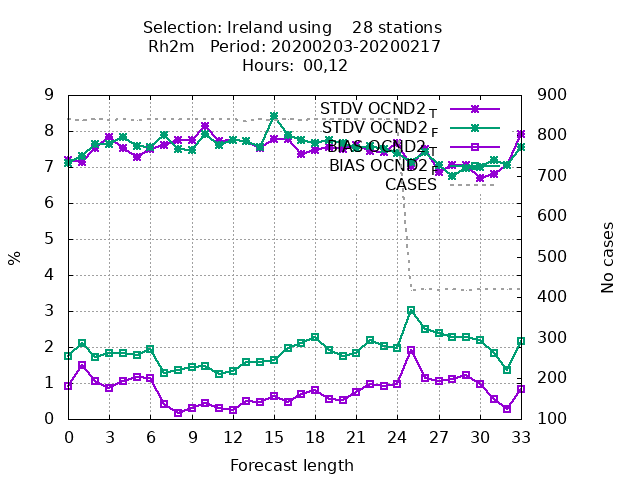 Selection: Ireland using    28 stations
Rh2m   Period: 20200203-20200217
Hours: 00,12
STDV OCND2 T
STDV OCND2 F
BIAS OCND2 T
BIAS OCND2 F
CASES
%
9
8
7
6
5
4
3
2
1
0
900
800
700
600
500
400
300
200
100
No cases
0 3 6 9 12 15 18 21 24 27 30 33
Forecast length